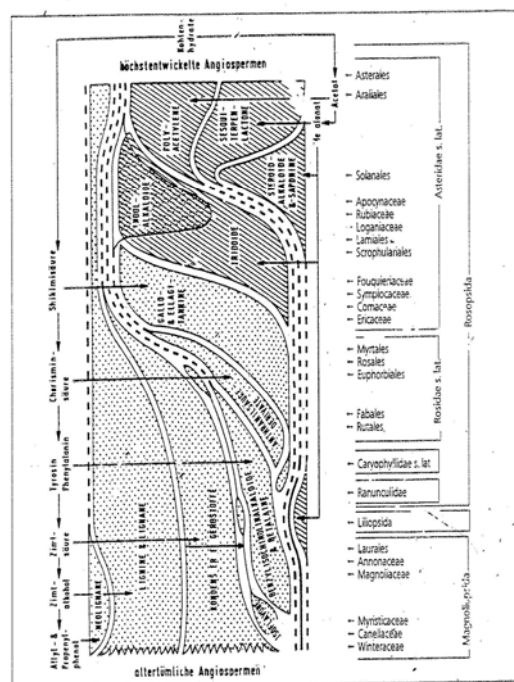 Kohlen-
hydrate
höchstentwickelte Angiospermen
Acetat
POLY-
ACETYLENE
SESQUI-
TERPEN-
LACTONE
STEROID-
ALKALOIDE
& -SAPONINE
INDOL-
ALKALOIDE
IRIDOIDE
Shikimisäure
GALLO-
& ELLAGI-
TANNINE
Chorismin-
säure
Tyrosin
Phenylalanin
Zimt-
säure
Zimt-
alkohol
Allyl- &
Propenyl-
phenol
NEOLIGNANE
LIGNINE & LIGNANE
KONDENSIERTE GERBSTOFFE
altertümliche Angiospermen
Asterales
Araliales
Solanales
Apocynaceae
Rubiaceae
Loganiaceae
Lamiales
Scrophulariales
Fouquieriaceae
Symplocaceae
Cornaceae
Ericaceae
Asteridae s. lat.
Myrtales
Rosales
Euphorbiales
Fabales
Rutales
Rosidae s. lat.
Caryophyllidae s. lat
Ranunculidae
Rosopsida
Liliopsida
Laurales
Annonaceae
Magnoliaceae
Myristicaceae
Canellaceae
Winteraceae
Magnoliopsida